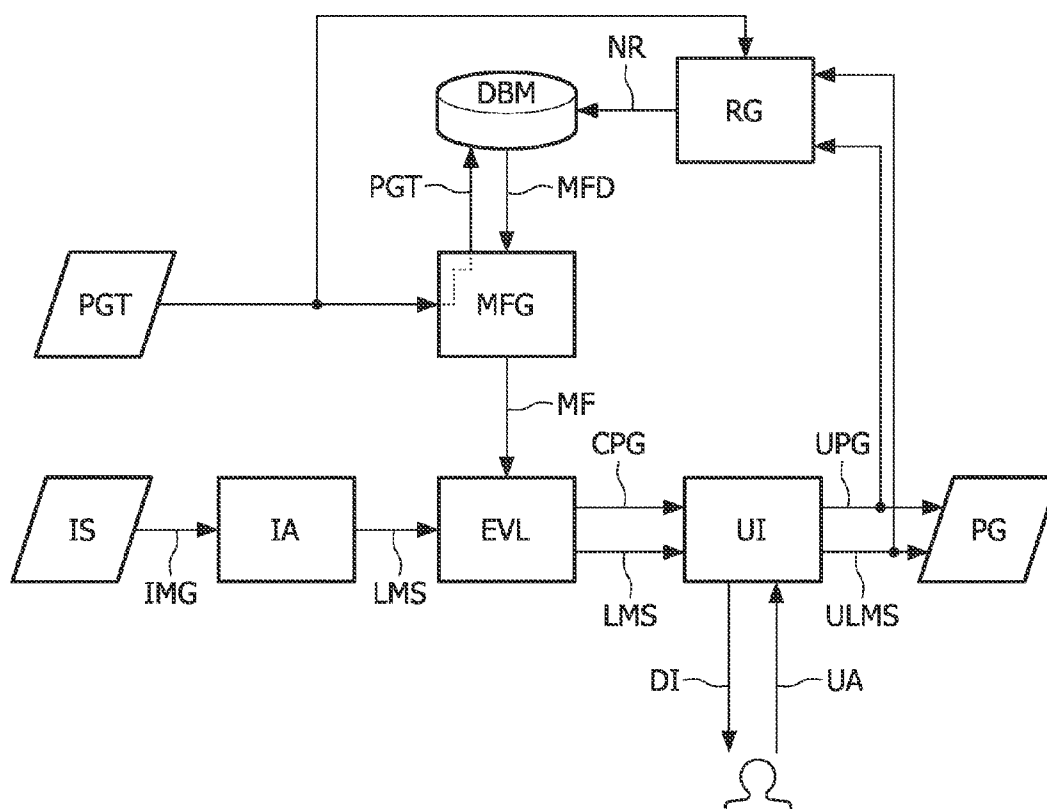 NR
DBM
RG
PGT
MFD
PGT
MFG
MF
CPG
UPG
IS
IA
EVL
UI
PG
IMG
LMS
LMS
ULMS
DI
UA